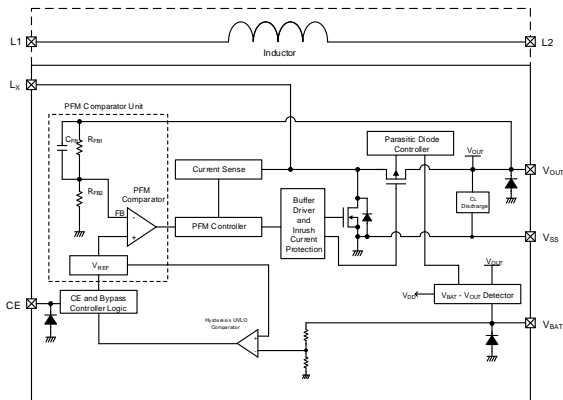 L1
L2
Inductor
LX
PFM Comparator Unit
CFB
RFB1
RFB2
FB
PFM
Comparator
-
+
VREF
Current Sense
PFM Controller
Buffer
Driver
and
Inrush
Current
Protection
Parasitic Diode
Controller
VOUT
CL
Discharge
VOUT
VSS
CE
CE and Bypass
Controller Logic
Hysteresis UVLO
Comparator
+
-
VOUT
VDD
VBAT - VOUT Detector
VBAT